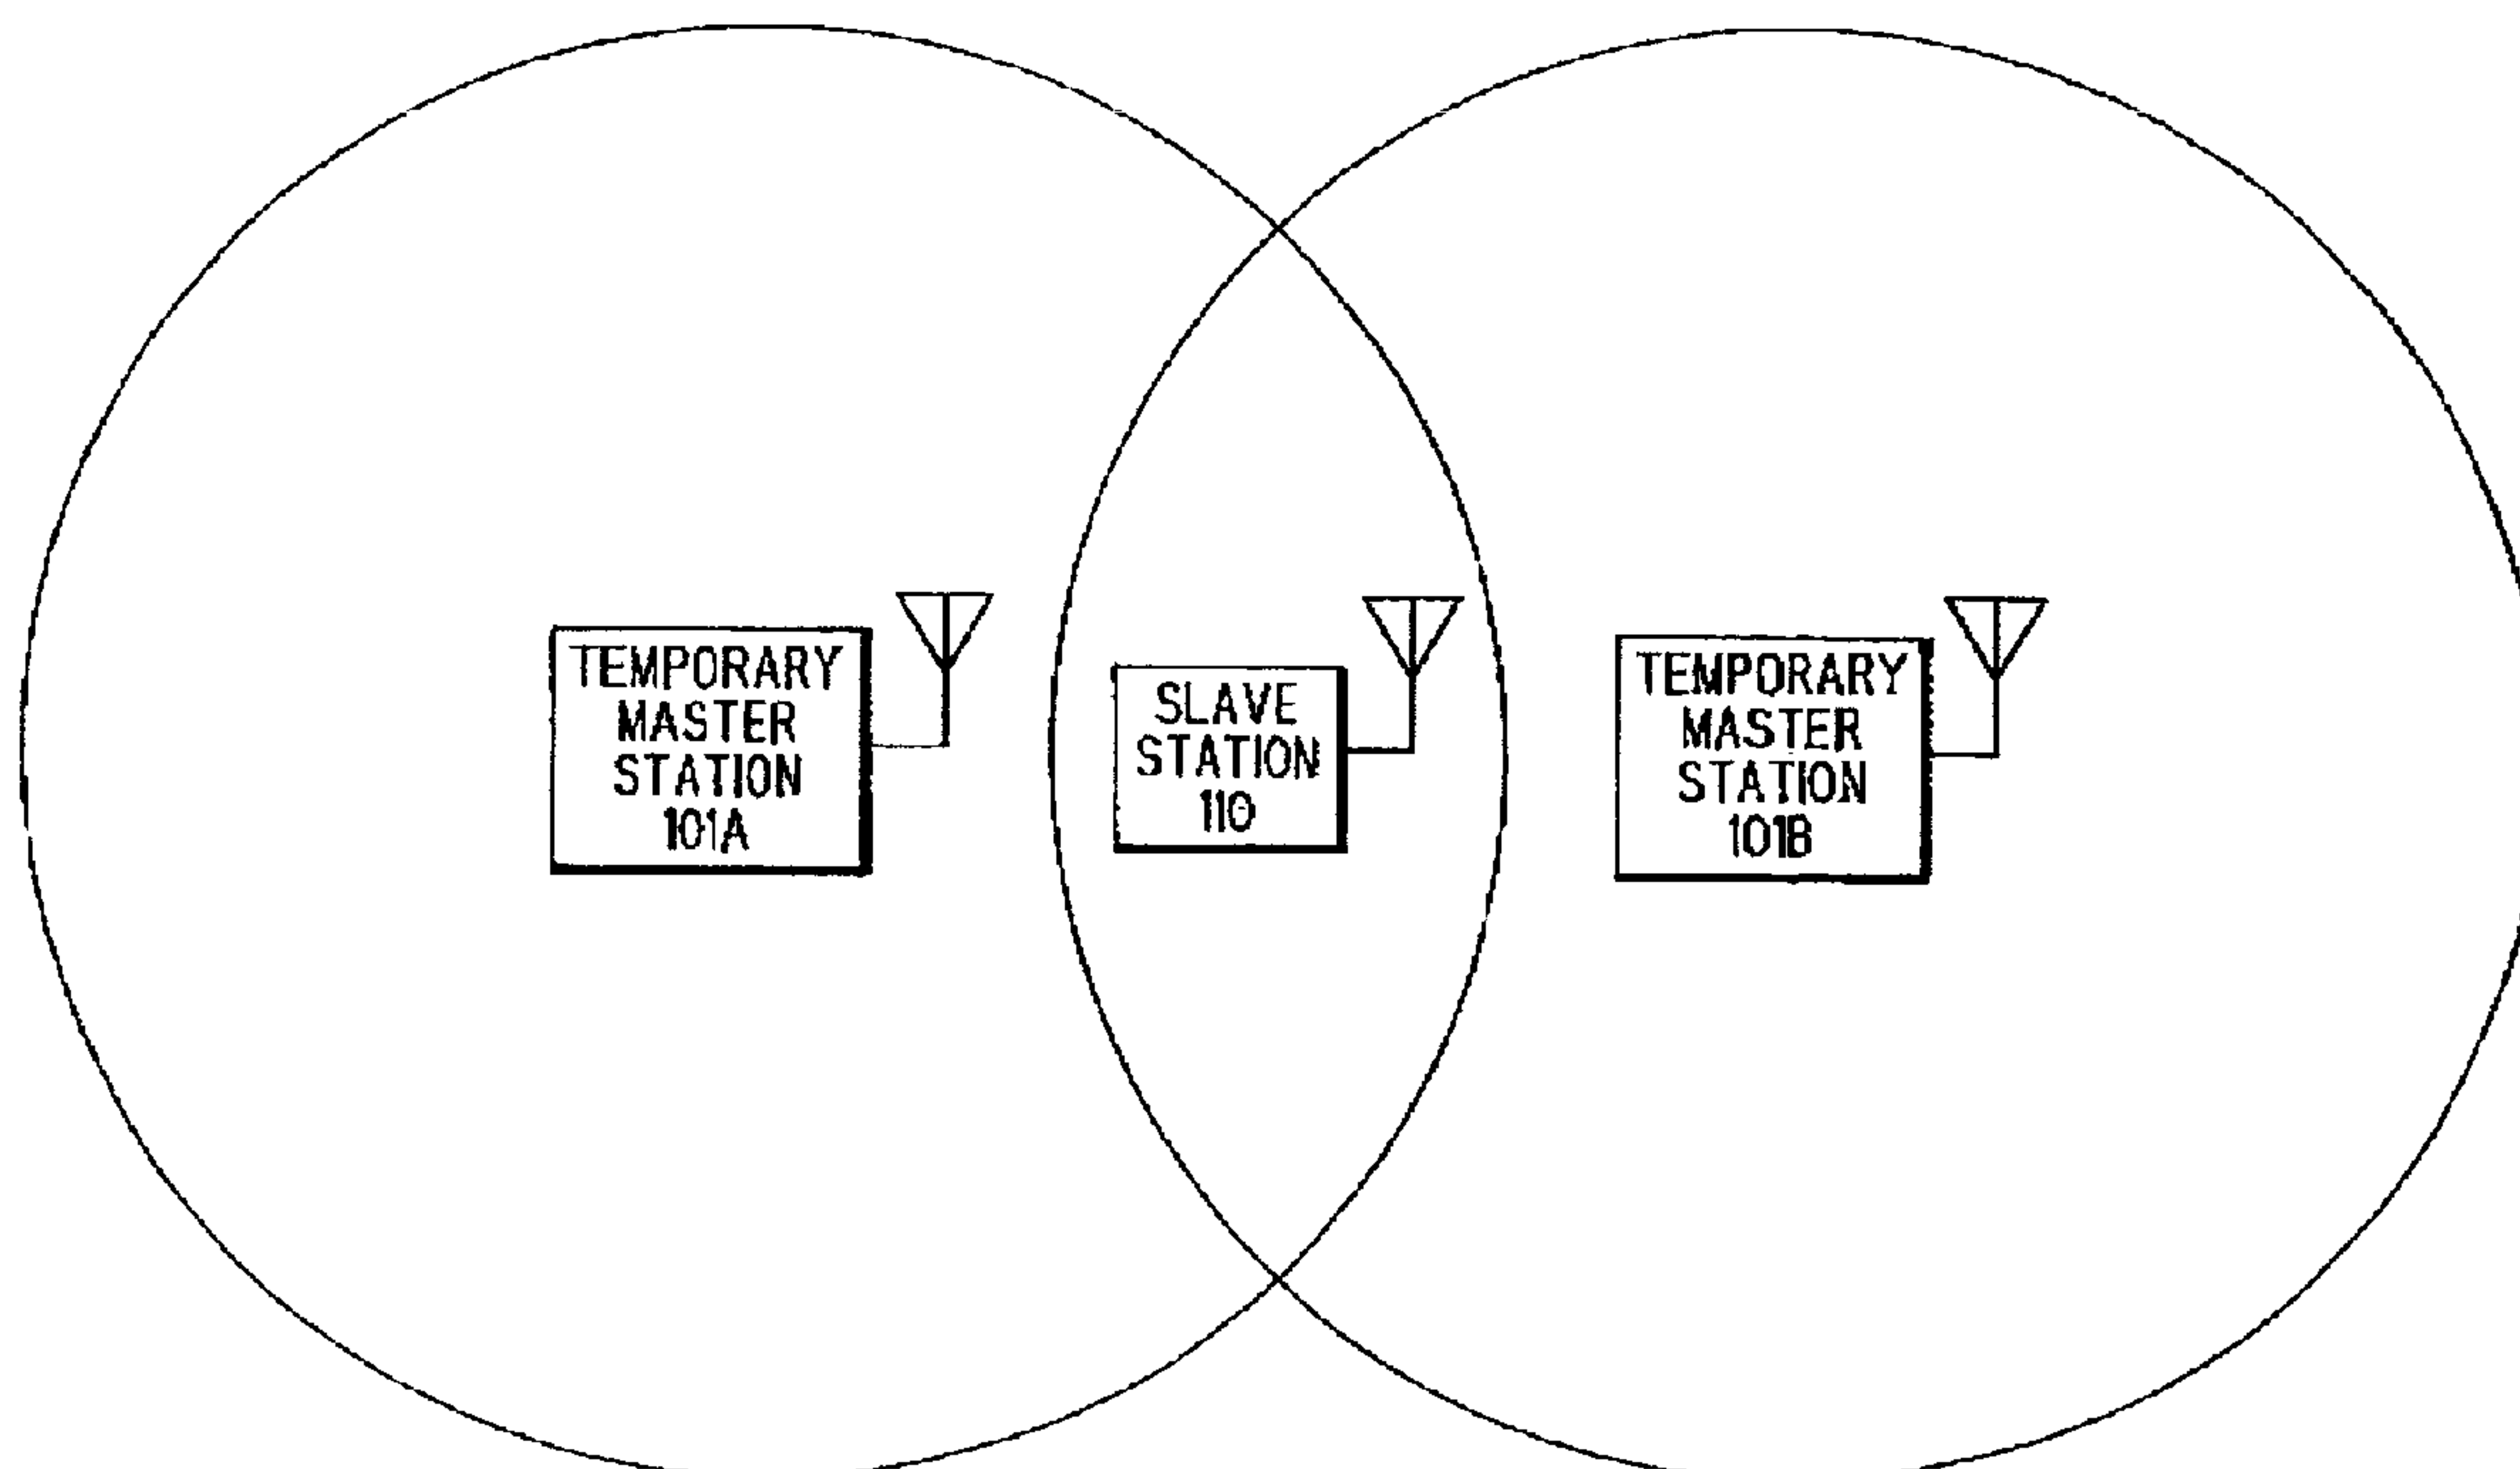 TEMPORARY
MASTER
STATION
101A
SLAVE
STATION
110
TEMPORARY
MASTER
STATION
101B